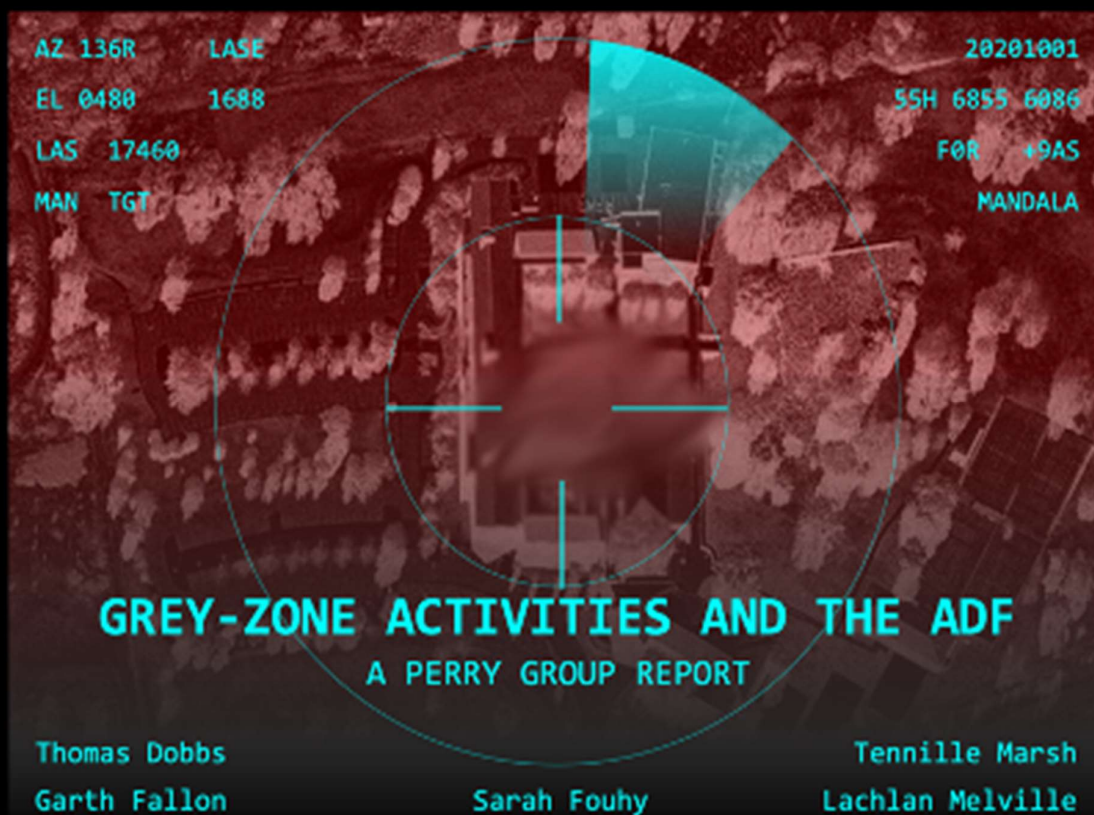 AZ 136R LASE 20201001
EL 0480 1688 55H 6855 6086
LAS 17460 F0R +9AS
MAN TGT MANDALA
GREY-ZONE ACTIVITIES AND THE ADF
A PERRY GROUP REPORT
Thomas Dobbs Tennille Marsh
Garth Fallon Sarah Fouhy Lachlan Melville